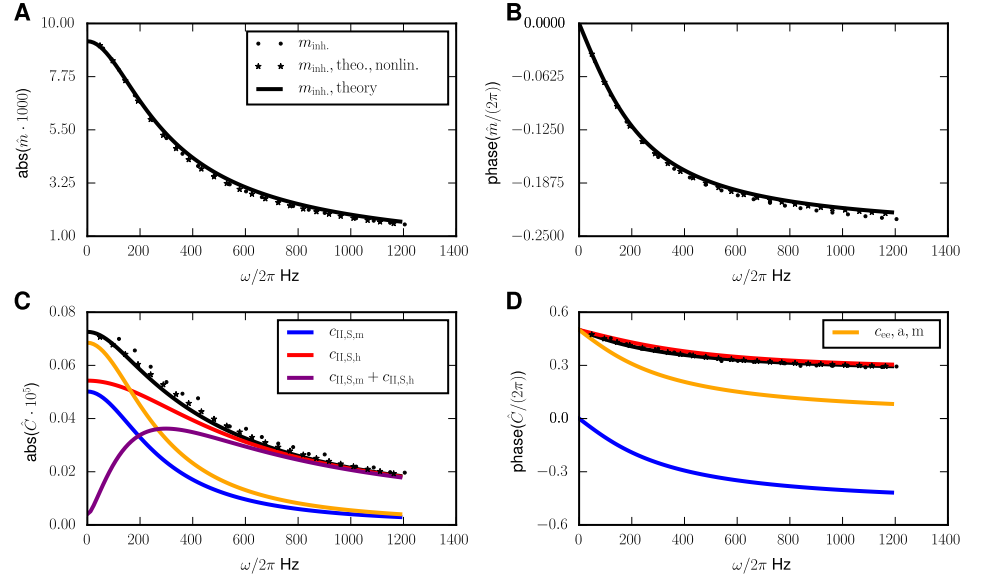 A
abs(m̂ · 1000)
10.00
7.75
5.50
3.25
1.00
0 200 400 600 800 1000 1200 1400
ω/2π Hz
m_inh.
m_inh., theo., nonlin.
m_inh., theory
B
phase(m̂/(2π))
0.0000
−0.0625
−0.1250
−0.1875
−0.2500
0 200 400 600 800 1000 1200 1400
ω/2π Hz
C
abs(Ĉ · 10⁵)
0.08
0.06
0.04
0.02
0.00
0 200 400 600 800 1000 1200 1400
ω/2π Hz
c_II,S,m
c_II,S,h
c_II,S,m + c_II,S,h
D
phase(Ĉ/(2π))
0.6
0.3
0.0
−0.3
−0.6
0 200 400 600 800 1000 1200 1400
ω/2π Hz
c_ee, a, m